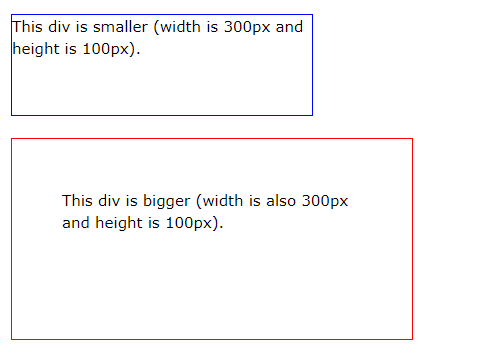 This div is smaller (width is 300px and
height is 100px).
This div is bigger (width is also 300px
and height is 100px).